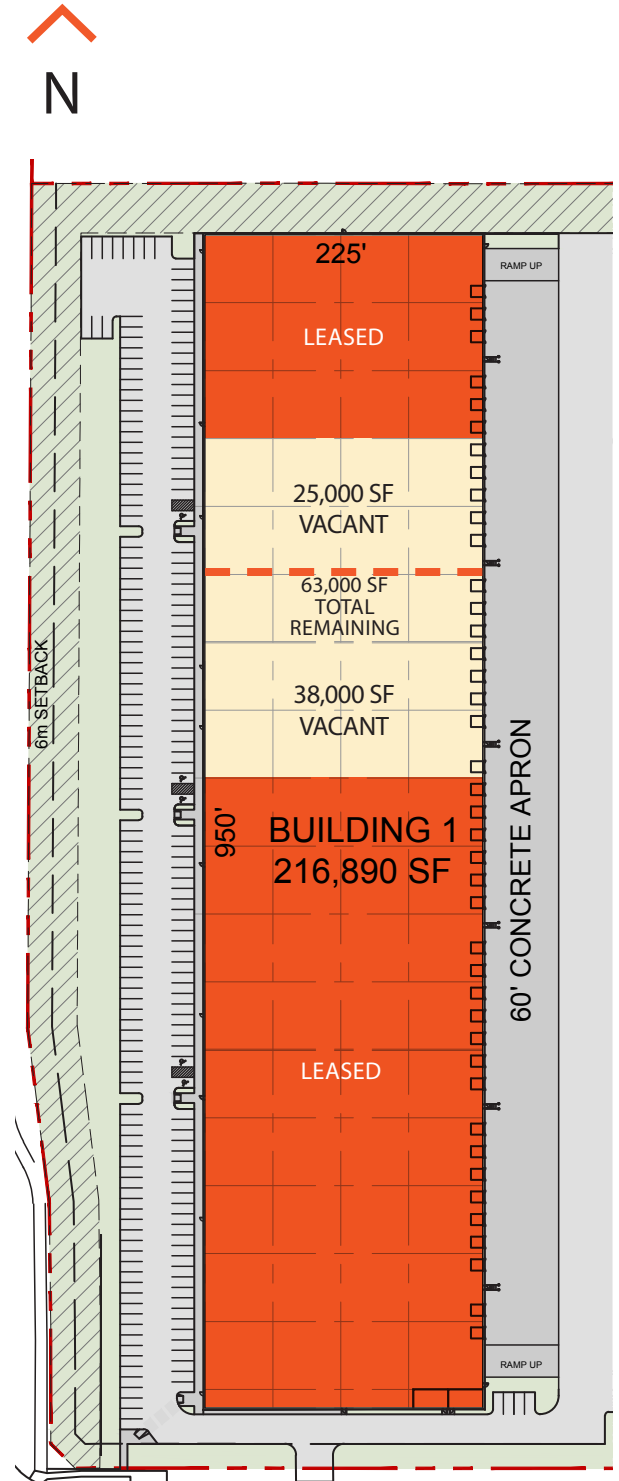 N
225'
RAMP UP
LEASED
25,000 SF
VACANT
63,000 SF
TOTAL
REMAINING
6m SETBACK
38,000 SF
VACANT
950'
BUILDING 1
216,890 SF
60' CONCRETE APRON
LEASED
RAMP UP